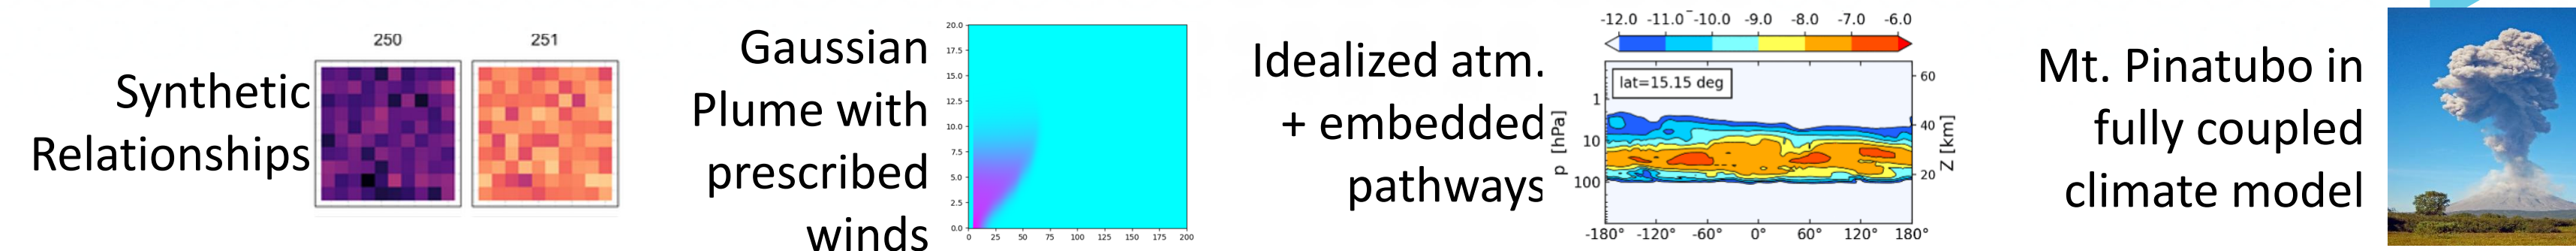 Synthetic
Relationships
250 251
Gaussian
Plume with
prescribed
winds
20.0
17.5
15.0
12.5
10.0
7.5
5.0
2.5
0.0
0 25 50 75 100 125 150 175 200
Idealized atm.
+ embedded
pathways
-12.0 -11.0 -10.0 -9.0 -8.0 -7.0 -6.0
lat=15.15 deg
p [hPa]
1
10
100
60
40
20
Z [km]
-180° -120° -60° 0° 60° 120° 180°
Mt. Pinatubo in
fully coupled
climate model